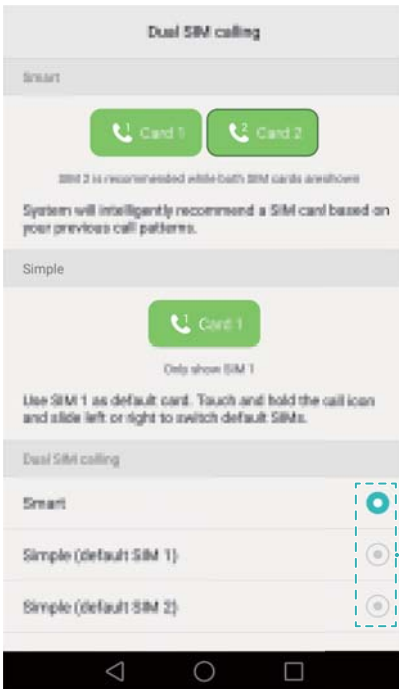 Dual SIM calling
Smart
1 Card 1
2 Card 2
SIM 2 is recommended while both SIM cards are shown
System will intelligently recommend a SIM card based on
your previous call patterns.
Simple
1 Card 1
Only show SIM 1
Use SIM 1 as default card. Touch and hold the call icon
and slide left or right to switch default SIMs.
Dual SIM calling
Smart
Simple (default SIM 1)
Simple (default SIM 2)